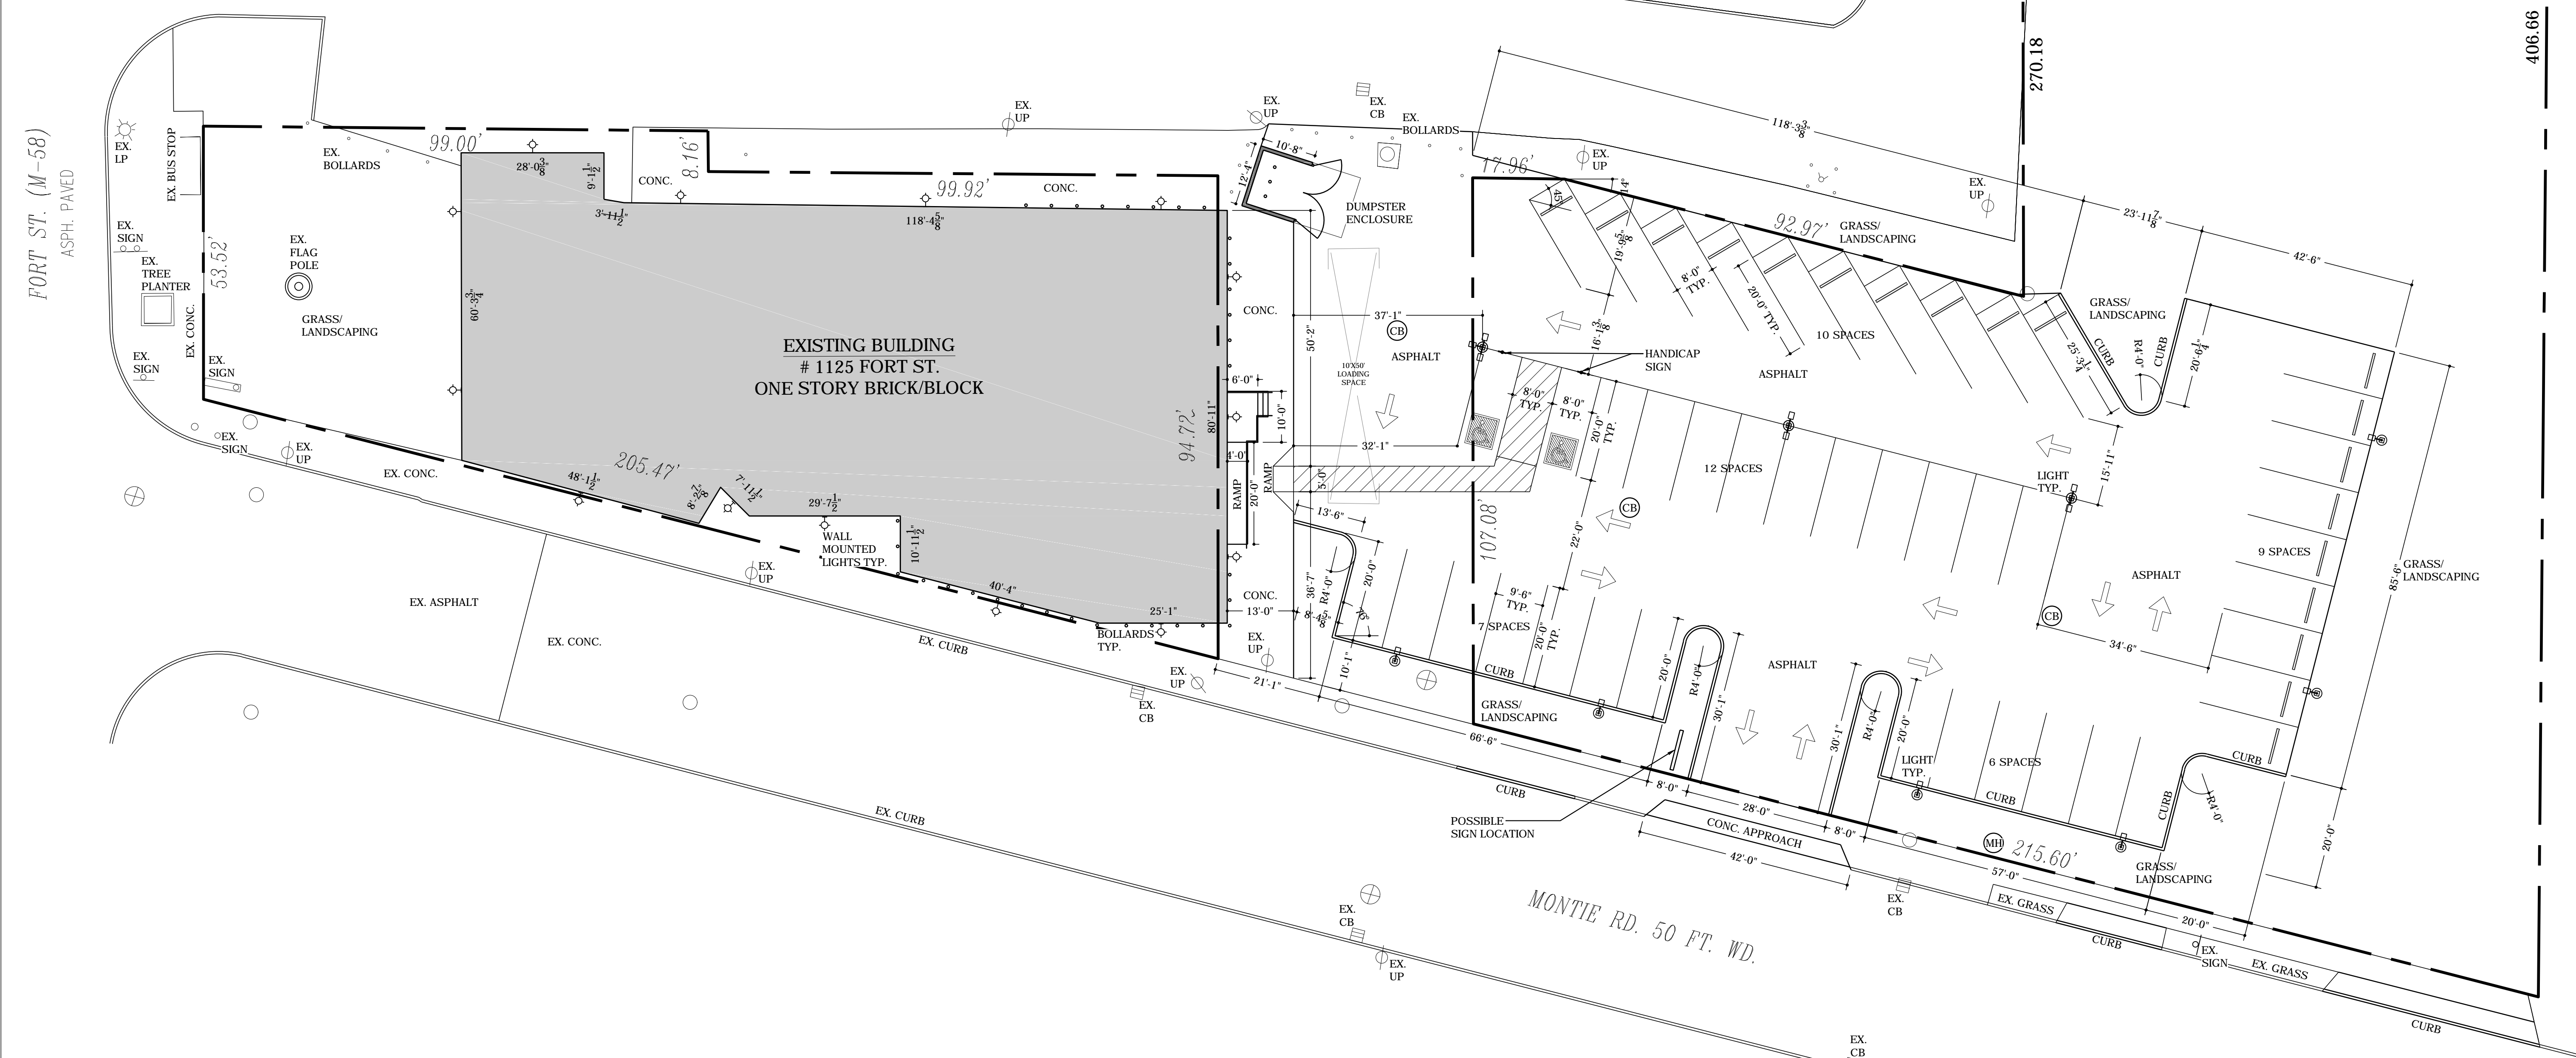 FORT ST. (M-58)
ASPH. PAVED
EX.
LP
EX. BUS STOP
EX.
SIGN
EX.
TREE
PLANTER
EX. CONC.
EX.
SIGN
EX.
SIGN
EX.
SIGN
53.52'
EX.
FLAG
POLE
GRASS/
LANDSCAPING
EX.
BOLLARDS
99.00'
28'-0 3/8"
9'-1 1/2"
3'-11 1/2"
CONC.
8.16'
99.92'
CONC.
118'-4 5/8"
EX.
UP
60'-3 3/4"
EXISTING BUILDING
# 1125 FORT ST.
ONE STORY BRICK/BLOCK
94.72'
80'-11"
205.47'
48'-1 1/2"
8'-2 7/8"
7'-11 1/2"
29'-7 1/2"
10'-11 1/2"
40'-4"
25'-1"
WALL
MOUNTED
LIGHTS TYP.
BOLLARDS
TYP.
EX.
UP
EX. CONC.
EX.
UP
EX. ASPHALT
EX. CONC.
EX. CURB
EX. CURB
EX.
UP
EX.
CB
EX.
BOLLARDS
10'-8"
12'-4"
DUMPSTER
ENCLOSURE
CONC.
50'-2"
37'-1"
CB
ASPHALT
10'X50'
LOADING
SPACE
6'-0"
10'-0"
4'-0"
RAMP
20'-0"
RAMP
32'-1"
5'-0"
13'-6"
36'-7"
R4'-0"
20'-0"
76°
CONC.
13'-0"
8'-4 5/8"
10'-1"
EX.
UP
EX.
UP
EX.
CB
21'-1"
66'-6"
17.96'
EX.
UP
14°
45°
118'-3 3/8"
92.97'
GRASS/
LANDSCAPING
EX.
UP
270.18
406.66
23'-11 7/8"
42'-6"
19'-9 5/8"
8'-0"
TYP.
20'-0" TYP.
16'-1 3/8"
10 SPACES
HANDICAP
SIGN
ASPHALT
8'-0"
TYP.
8'-0"
TYP.
20'-0"
TYP.
12 SPACES
CB
107.08'
22'-0"
9'-6"
TYP.
7 SPACES
20'-0"
TYP.
CURB
GRASS/
LANDSCAPING
GRASS/
LANDSCAPING
25'-3 1/4"
CURB
R4'-0"
CURB
20'-6 1/4"
15'-11"
LIGHT
TYP.
9 SPACES
ASPHALT
GRASS/
LANDSCAPING
85'-6"
CB
34'-6"
ASPHALT
20'-0"
R4'-0"
30'-1"
30'-1"
R4'-0"
20'-0"
LIGHT
TYP.
6 SPACES
CURB
CURB
CURB
R4'-0"
20'-0"
8'-0"
28'-0"
8'-0"
POSSIBLE
SIGN LOCATION
CURB
CONC. APPROACH
42'-0"
MH
215.60'
57'-0"
GRASS/
LANDSCAPING
20'-0"
EX.
CB
EX. GRASS
CURB
EX.
SIGN
EX. GRASS
CURB
MONTIE RD. 50 FT. WD.
EX.
CB
EX.
UP
EX.
CB